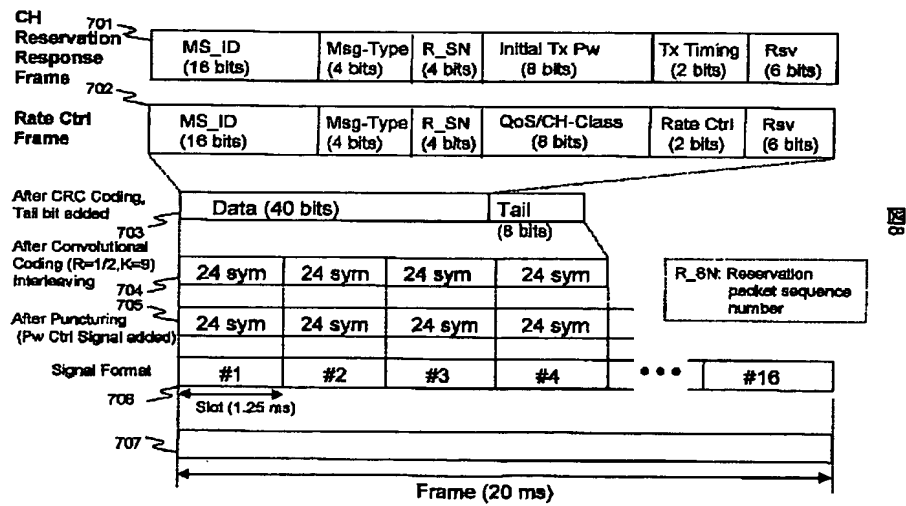 CH
Reservation
Response
Frame
701
MS_ID
(16 bits)
Msg-Type
(4 bits)
R_SN
(4 bits)
Initial Tx Pw
(8 bits)
Tx Timing
(2 bits)
Rsv
(6 bits)
702
Rate Ctrl
Frame
MS_ID
(16 bits)
Msg-Type
(4 bits)
R_SN
(4 bits)
QoS/CH-Class
(8 bits)
Rate Ctrl
(2 bits)
Rsv
(6 bits)
After CRC Coding,
Tail bit added
703
Data (40 bits)
Tail
(8 bits)
After Convolutional
Coding (R=1/2,K=9)
Interleaving
704
24 sym
24 sym
24 sym
24 sym
R_SN: Reservation
packet sequence
number
705
After Puncturing
(Pw Ctrl Signal added)
24 sym
24 sym
24 sym
24 sym
Signal Format
#1
#2
#3
#4
•••
#16
706
Slot (1.25 ms)
707
Frame (20 ms)
図8